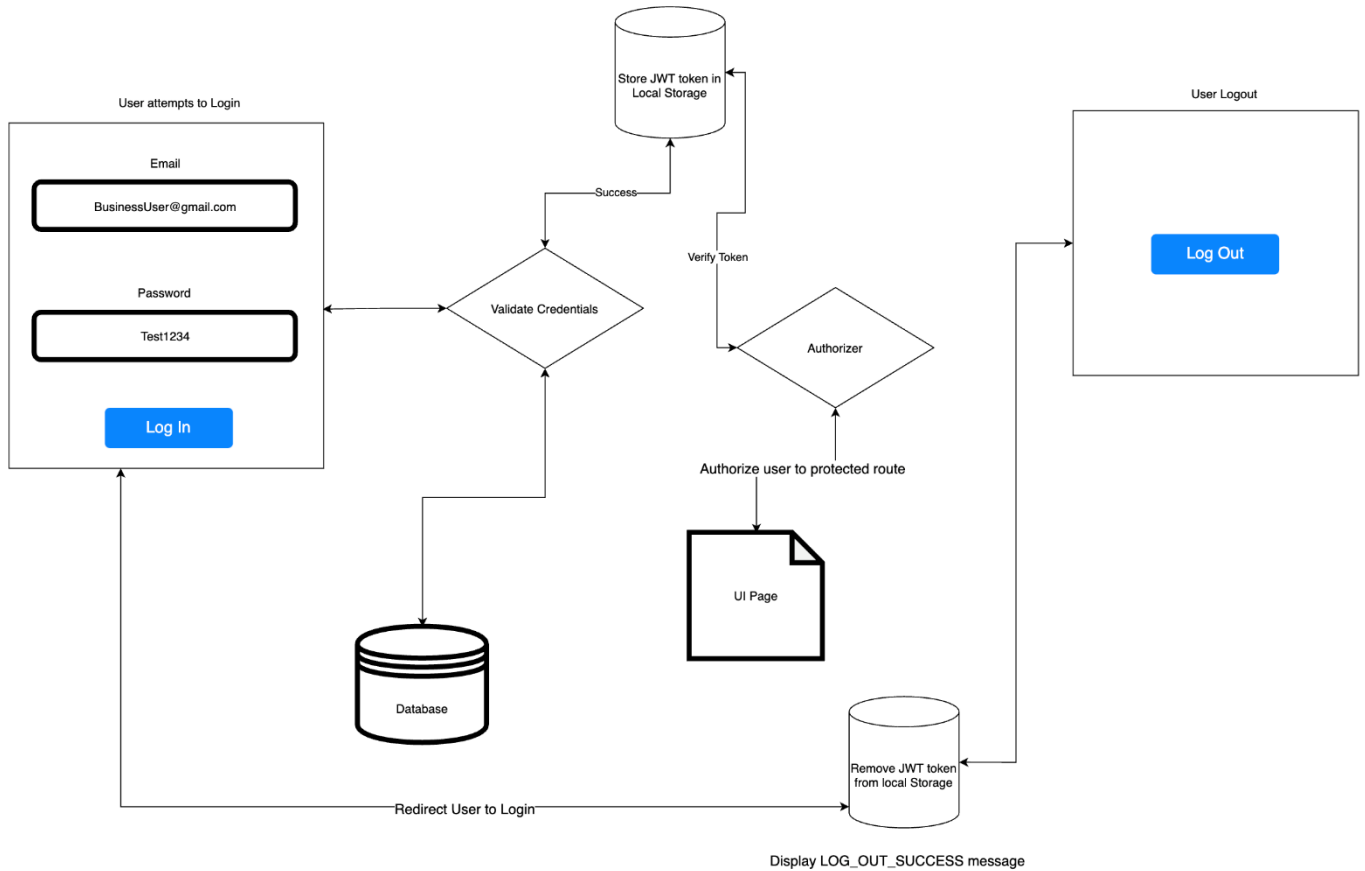 User attempts to Login
Email
BusinessUser@gmail.com
Password
Test1234
Log In
Store JWT token in
Local Storage
Success
Validate Credentials
Verify Token
Authorizer
Authorize user to protected route
UI Page
Database
User Logout
Log Out
Remove JWT token
from local Storage
Redirect User to Login
Display LOG_OUT_SUCCESS message